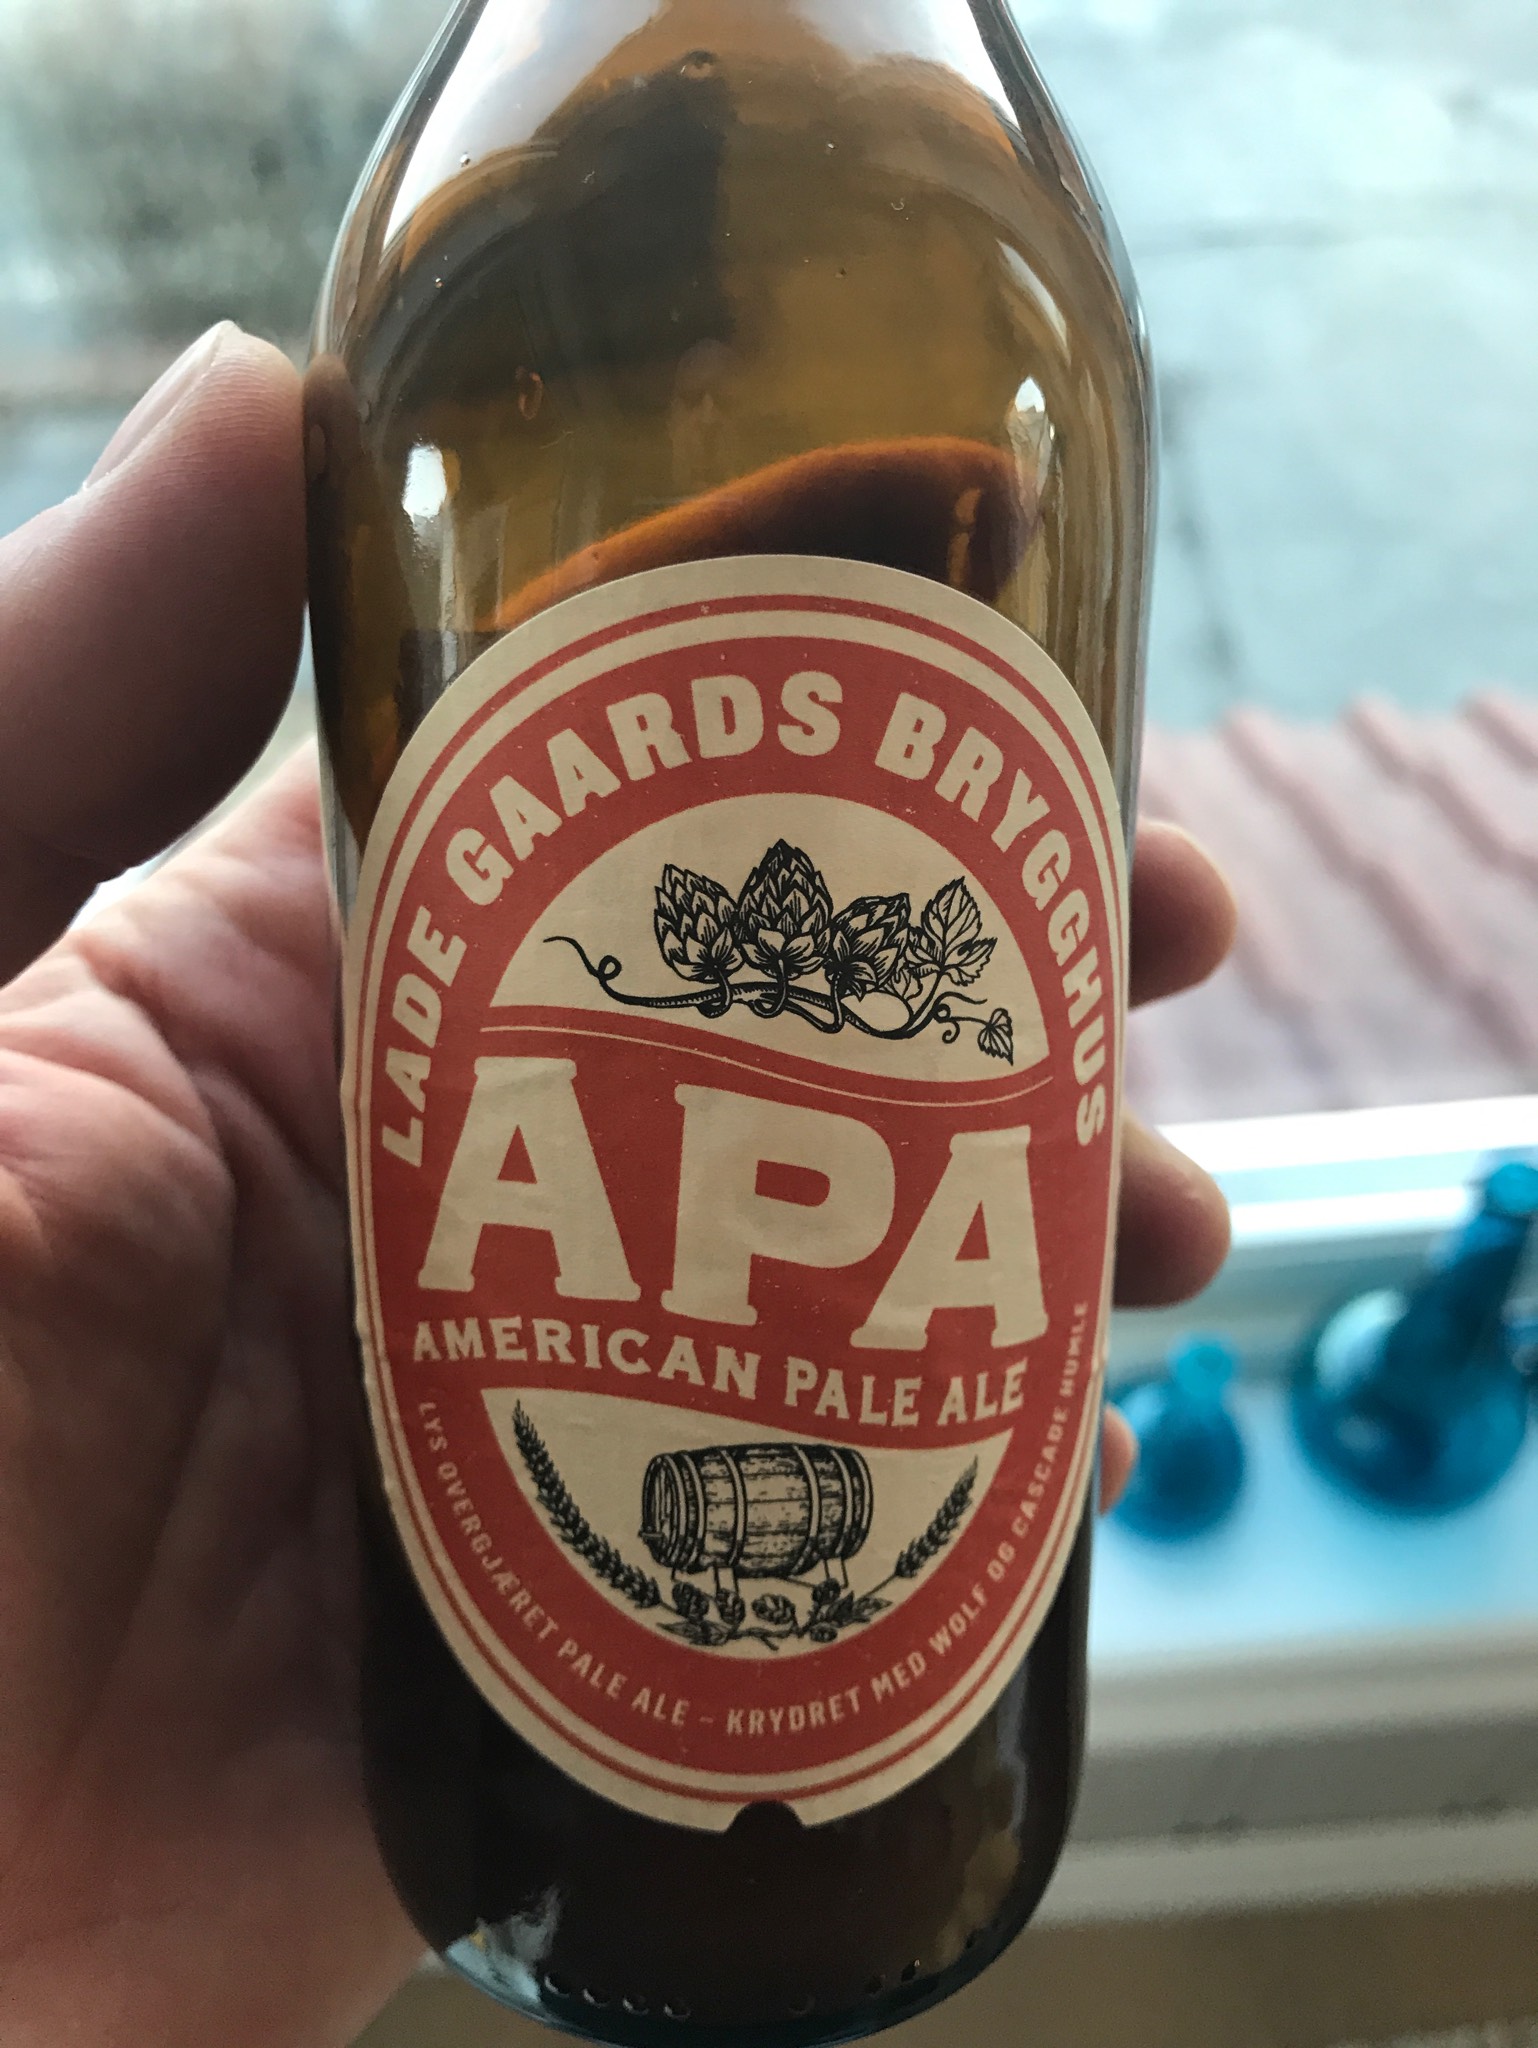 LADE GAARDS BRYGGHUS
APA
AMERICAN PALE ALE
LYS OVERGJÆRET PALE ALE - KRYDRET MED WOLF OG CASCADE HUMLE